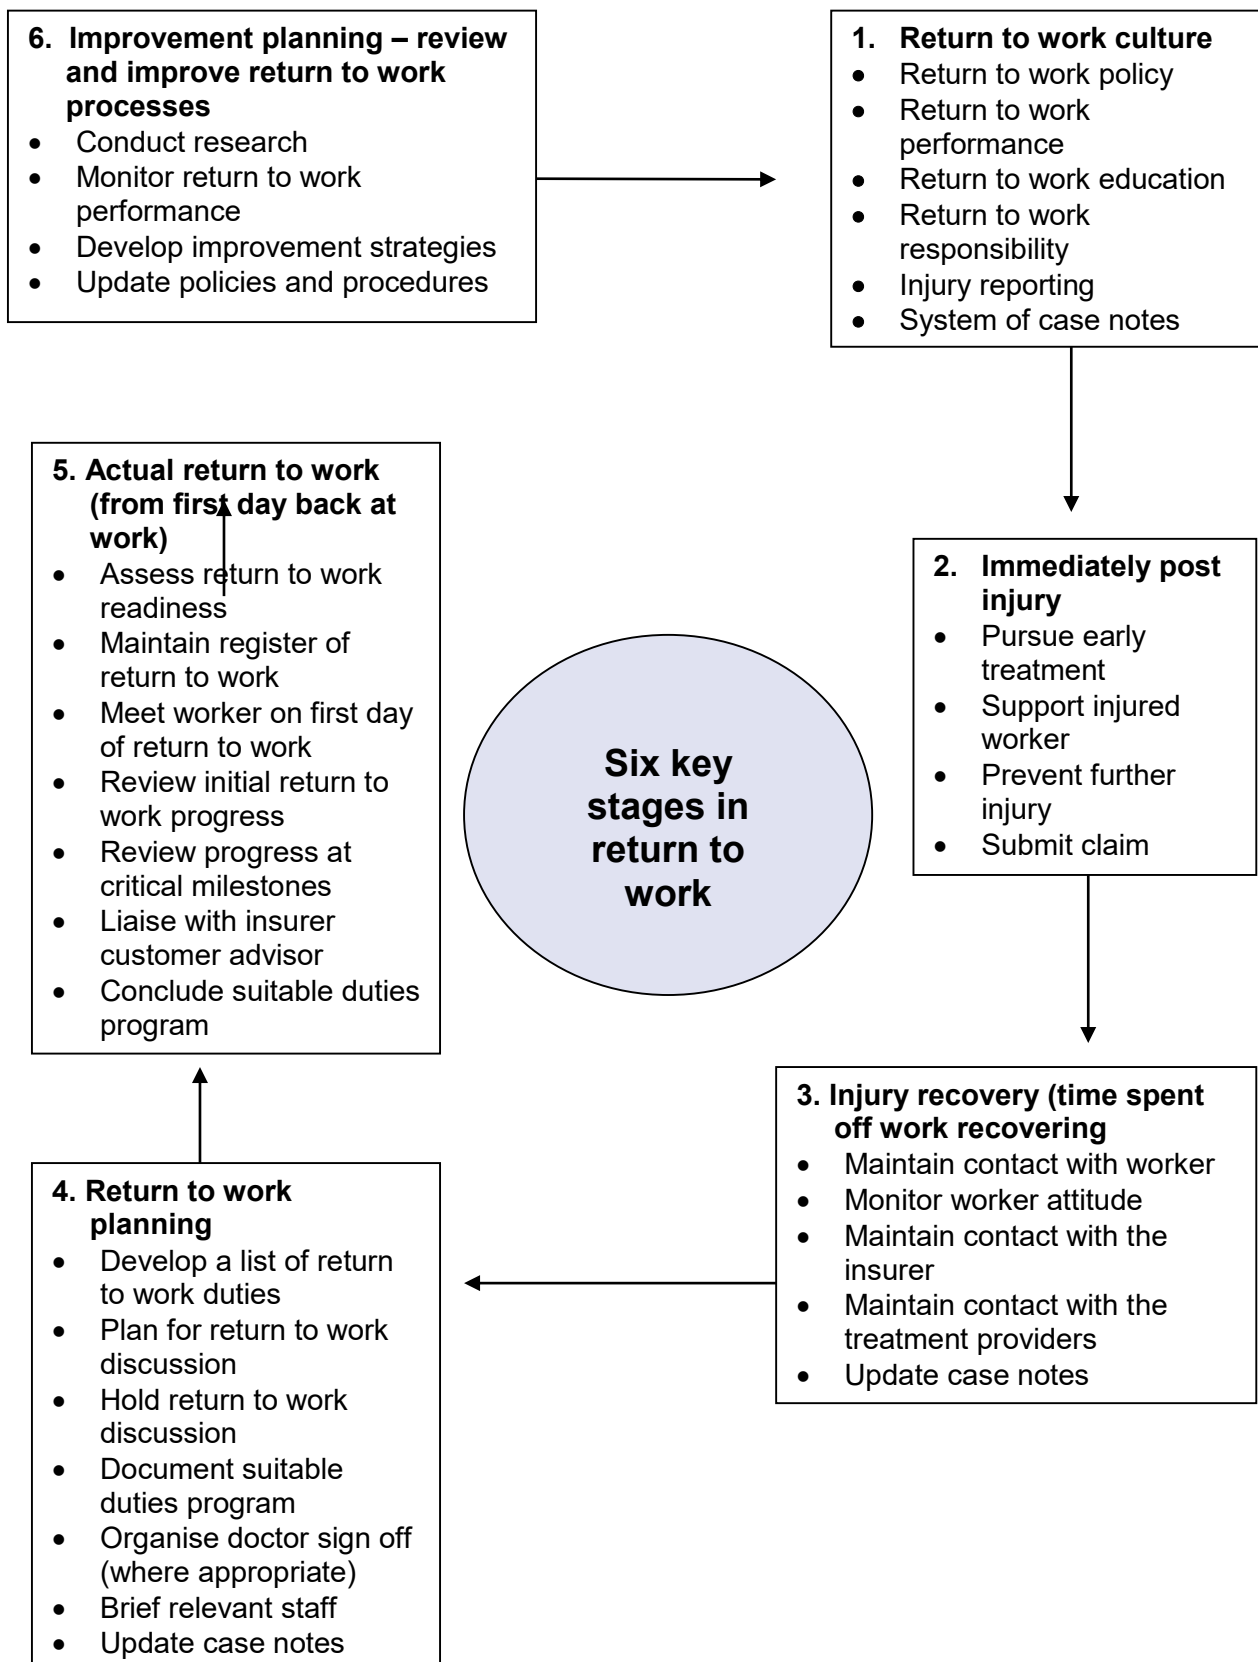 6. Improvement planning – review
and improve return to work
processes
• Conduct research
• Monitor return to work
performance
• Develop improvement strategies
• Update policies and procedures
1. Return to work culture
• Return to work policy
• Return to work
performance
• Return to work education
• Return to work
responsibility
• Injury reporting
• System of case notes
2. Immediately post
injury
• Pursue early
treatment
• Support injured
worker
• Prevent further
injury
• Submit claim
3. Injury recovery (time spent
off work recovering
• Maintain contact with worker
• Monitor worker attitude
• Maintain contact with the
insurer
• Maintain contact with the
treatment providers
• Update case notes
4. Return to work
planning
• Develop a list of return
to work duties
• Plan for return to work
discussion
• Hold return to work
discussion
• Document suitable
duties program
• Organise doctor sign off
(where appropriate)
• Brief relevant staff
• Update case notes
5. Actual return to work
(from first day back at
work)
• Assess return to work
readiness
• Maintain register of
return to work
• Meet worker on first day
of return to work
• Review initial return to
work progress
• Review progress at
critical milestones
• Liaise with insurer
customer advisor
• Conclude suitable duties
program
Six key
stages in
return to
work